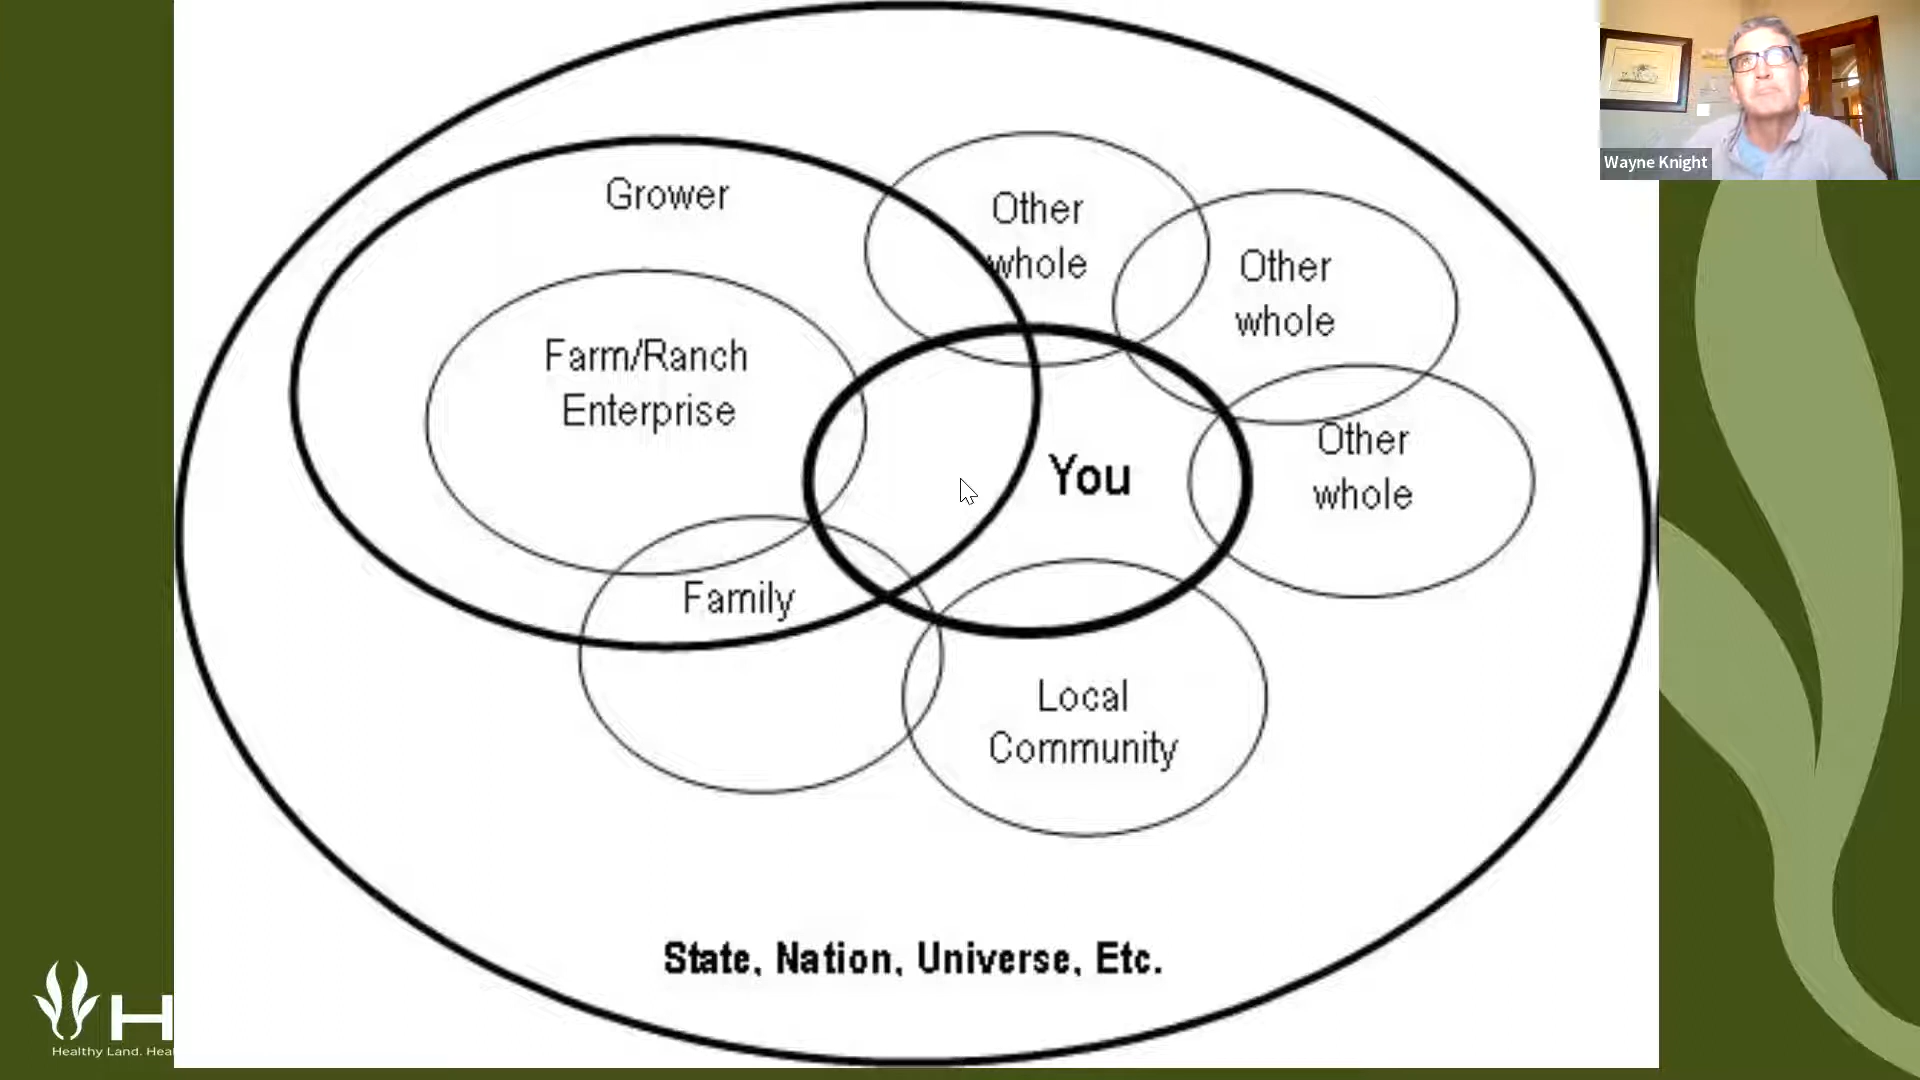 Wayne Knight
Grower
Other
whole
Other
whole
Farm/Ranch
Enterprise
Other
whole
You
Family
Local
Community
State, Nation, Universe, Etc.
H
Healthy Land. Hea